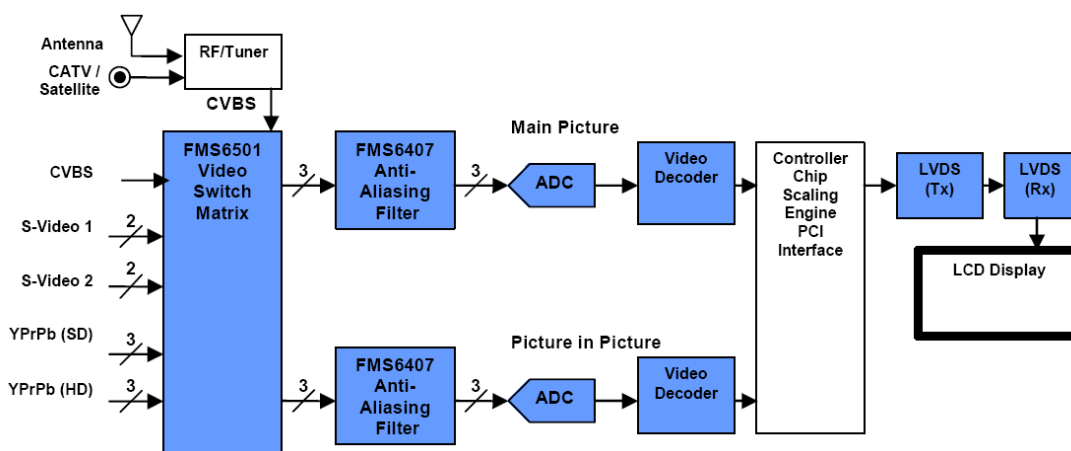 Antenna
CATV /
Satellite
RF/Tuner
CVBS
CVBS
S-Video 1
S-Video 2
YPrPb (SD)
YPrPb (HD)
2
2
3
3
FMS6501
Video
Switch
Matrix
3
FMS6407
Anti-
Aliasing
Filter
3
Main Picture
ADC
Video
Decoder
3
FMS6407
Anti-
Aliasing
Filter
3
Picture in Picture
ADC
Video
Decoder
Controller
Chip
Scaling
Engine
PCI
Interface
LVDS
(Tx)
LVDS
(Rx)
LCD Display